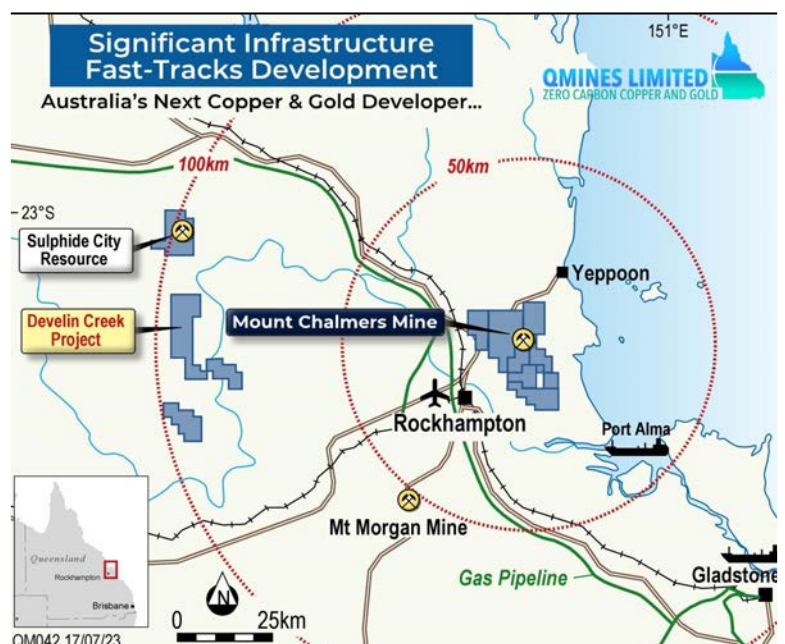 Significant Infrastructure
Fast-Tracks Development
Australia's Next Copper & Gold Developer...
151°E
QMINES LIMITED
ZERO CARBON COPPER AND GOLD
100km
50km
23°S
Sulphide City
Resource
Yeppoon
Develin Creek
Project
Mount Chalmers Mine
Rockhampton
Port Alma
Mt Morgan Mine
Queensland
Rockhampton
Brisbane
N
Gas Pipeline
Gladstone
0 25km
QM042 17/07/23